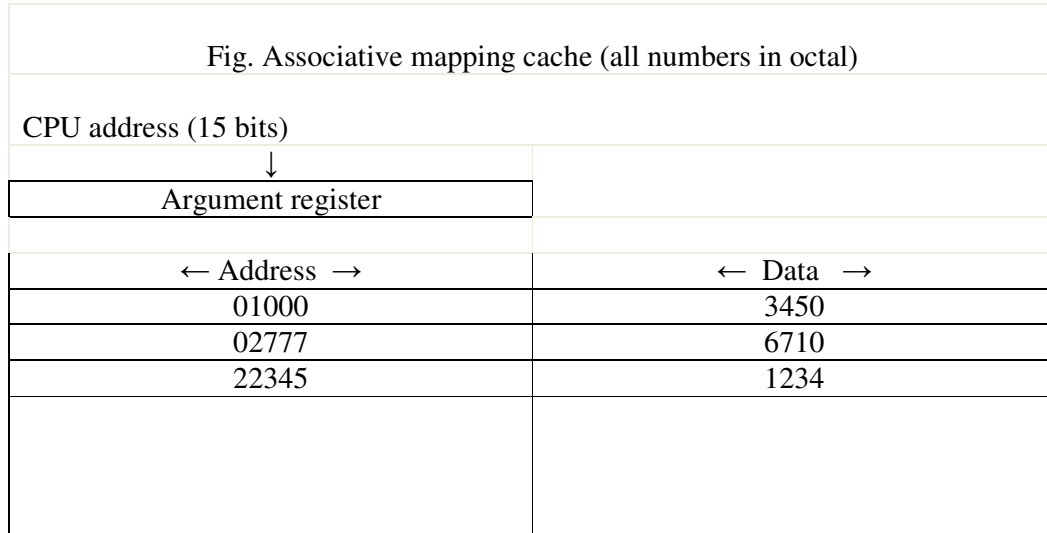 Fig. Associative mapping cache (all numbers in octal)
CPU address (15 bits)
↓
Argument register
← Address → ← Data →
01000 3450
02777 6710
22345 1234